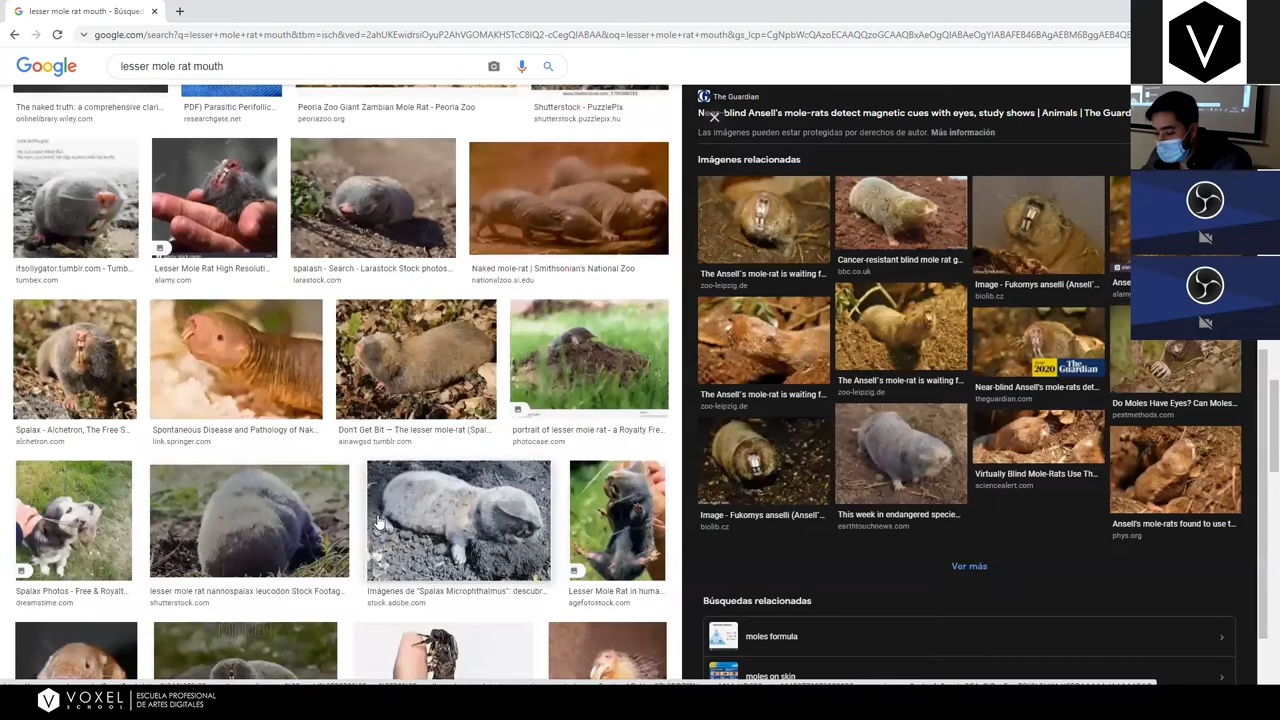 lesser mole rat mouth - Búsqued
google.com/search?q=lesser+mole+rat+mouth&tbm=isch&ved=
Google
lesser mole rat mouth
The naked truth: a comprehensive clari...
onlinelibrary.wiley.com
PDF) Parasitic Perifollic...
researchgate.net
Peoria Zoo Giant Zambian Mole Rat - Peoria Zoo
peoriazoo.org
Shutterstock - PuzzlePix
shutterstock.puzzlepix.hu
itsollygator.tumblr.com - Tumb...
tumbex.com
Lesser Mole Rat High Resoluti...
alamy.com
spalash - Search - Larastock Stock photos...
larastock.com
Naked mole-rat | Smithsonian's National Zoo
nationalzoo.si.edu
Spalax - Alchetron, The Free S...
alchetron.com
Spontaneous Disease and Pathology of Nak...
link.springer.com
Don't Get Bit — The lesser mole-rat (Spal...
ainawgsd.tumblr.com
portrait of lesser mole rat - a Royalty Fre...
photocase.com
Spalax Photos - Free & Royalt...
dreamstime.com
lesser mole rat nannospalax leucodon Stock Footag...
shutterstock.com
Imágenes de "Spalax Microphthalmus": descubr...
stock.adobe.com
Lesser Mole Rat in huma...
agefotostock.com
The Guardian
Near-blind Ansell's mole-rats detect magnetic cues with eyes, study shows | Animals | The Guard
Las imágenes pueden estar protegidas por derechos de autor. Más información
Imágenes relacionadas
The Ansell´s mole-rat is waiting f...
zoo-leipzig.de
Cancer-resistant blind mole rat g...
bbc.co.uk
Image - Fukomys anselli (Ansell´...
biolib.cz
Anse
alamy
The Ansell´s mole-rat is waiting f...
zoo-leipzig.de
The Ansell´s mole-rat is waiting f...
zoo-leipzig.de
2020
The Guardian
Near-blind Ansell's mole-rats det...
theguardian.com
Do Moles Have Eyes? Can Moles...
pestmethods.com
Image - Fukomys anselli (Ansell´...
biolib.cz
This week in endangered specie...
earthtouchnews.com
Virtually Blind Mole-Rats Use Th...
sciencealert.com
Ansell's mole-rats found to use t...
phys.org
Ver más
Búsquedas relacionadas
moles formula
moles on skin
VOXEL
SCHOOL
ESCUELA PROFESIONAL
DE ARTES DIGITALES